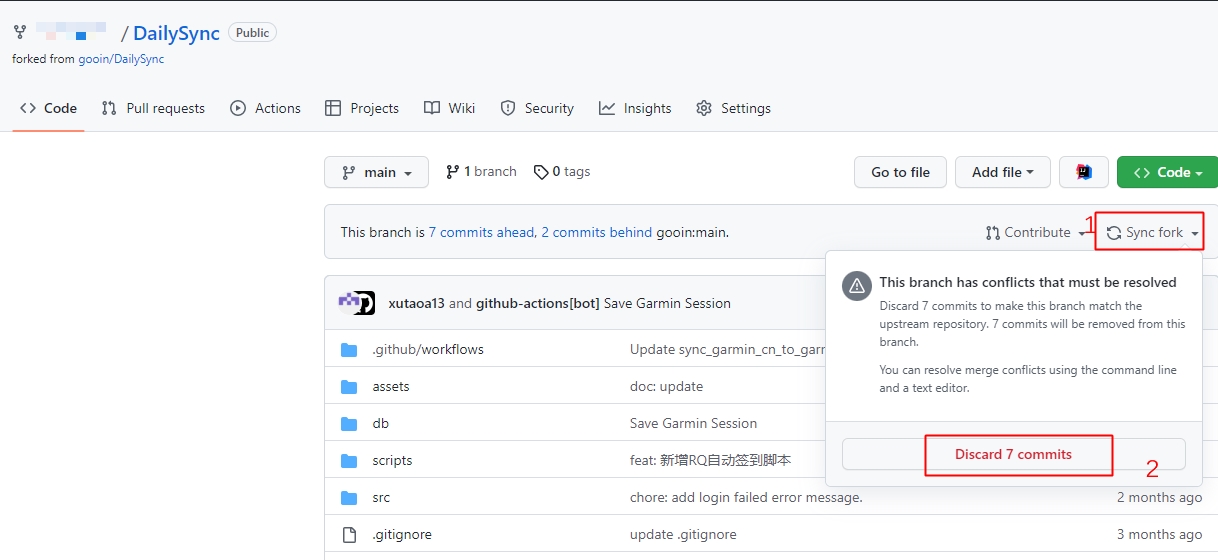 / DailySync Public
forked from gooin/DailySync
Code Pull requests Actions Projects Wiki Security Insights Settings
main 1 branch 0 tags Go to file Add file Code
This branch is 7 commits ahead, 2 commits behind gooin:main. Contribute 1 Sync fork
This branch has conflicts that must be resolved
Discard 7 commits to make this branch match the
upstream repository. 7 commits will be removed from this
branch.
You can resolve merge conflicts using the command line
and a text editor.
Discard 7 commits 2
xutaoa13 and github-actions[bot] Save Garmin Session
.github/workflows Update sync_garmin_cn_to_garm
assets doc: update
db Save Garmin Session
scripts feat: 新增RQ自动签到脚本
src chore: add login failed error message. 2 months ago
.gitignore update .gitignore 3 months ago